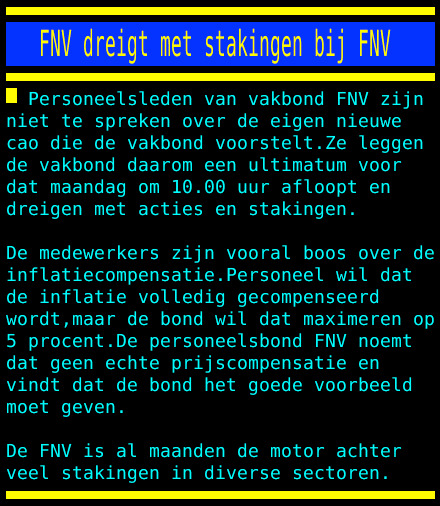 FNV dreigt met stakingen bij FNV
Personeelsleden van vakbond FNV zijn
niet te spreken over de eigen nieuwe
cao die de vakbond voorstelt.Ze leggen
de vakbond daarom een ultimatum voor
dat maandag om 10.00 uur afloopt en
dreigen met acties en stakingen.
De medewerkers zijn vooral boos over de
inflatiecompensatie.Personeel wil dat
de inflatie volledig gecompenseerd
wordt,maar de bond wil dat maximeren op
5 procent.De personeelsbond FNV noemt
dat geen echte prijscompensatie en
vindt dat de bond het goede voorbeeld
moet geven.
De FNV is al maanden de motor achter
veel stakingen in diverse sectoren.